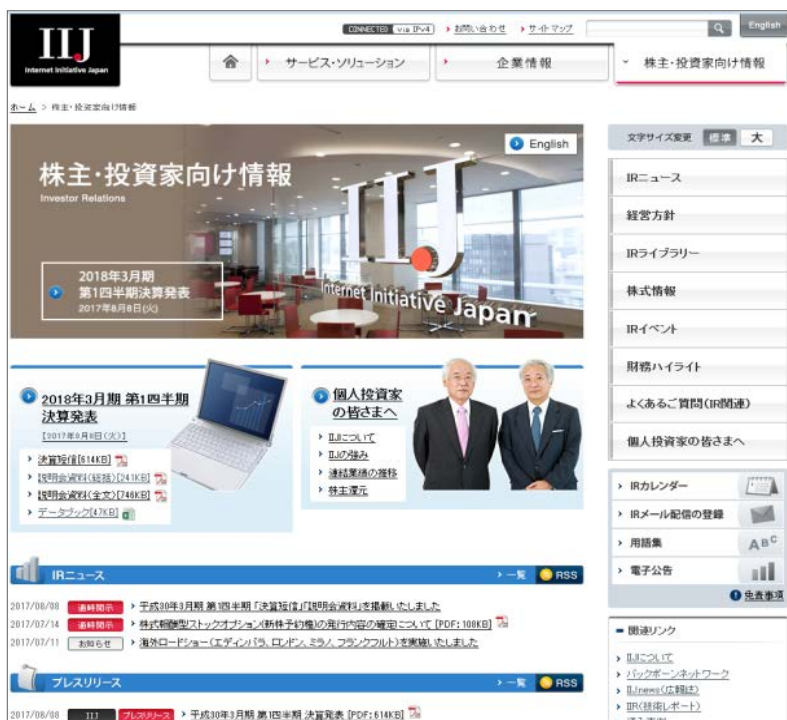 IIJ
Internet Initiative Japan
CONNECTED via IPv4
お問い合わせ
サイトマップ
English
サービス・ソリューション
企業情報
株主・投資家向け情報
ホーム > 株主・投資家向け情報
English
株主・投資家向け情報
Investor Relations
2018年3月期
第1四半期決算発表
2017年8月8日(火)
IIJ
Internet Initiative Japan
2018年3月期 第1四半期
決算発表
[2017年8月8日(火)]
決算短信[614KB]
説明会資料(総括)[241KB]
説明会資料(全文)[746KB]
データブック[47KB]
個人投資家
の皆さまへ
IIJについて
IIJの強み
連結業績の推移
株主還元
IRニュース
一覧
RSS
2017/08/08 適時開示 平成30年3月期 第1四半期「決算短信」「説明会資料」を掲載いたしました
2017/07/14 適時開示 株式報酬型ストックオプション(新株予約権)の発行内容の確定について [PDF: 108KB]
2017/07/11 お知らせ 海外ロードショー(エディンバラ、ロンドン、ミラノ、フランクフルト)を実施いたしました
プレスリリース
一覧
RSS
2017/08/08 IIJ プレスリリース 平成30年3月期 第1四半期 決算発表 [PDF:614KB]
文字サイズ変更 標準 大
IRニュース
経営方針
IRライブラリー
株式情報
IRイベント
財務ハイライト
よくあるご質問(IR関連)
個人投資家の皆さまへ
IRカレンダー
IRメール配信の登録
用語集
ABC
電子公告
免責事項
関連リンク
IIJについて
バックボーンネットワーク
IIJnews(広報誌)
IIR(技術レポート)